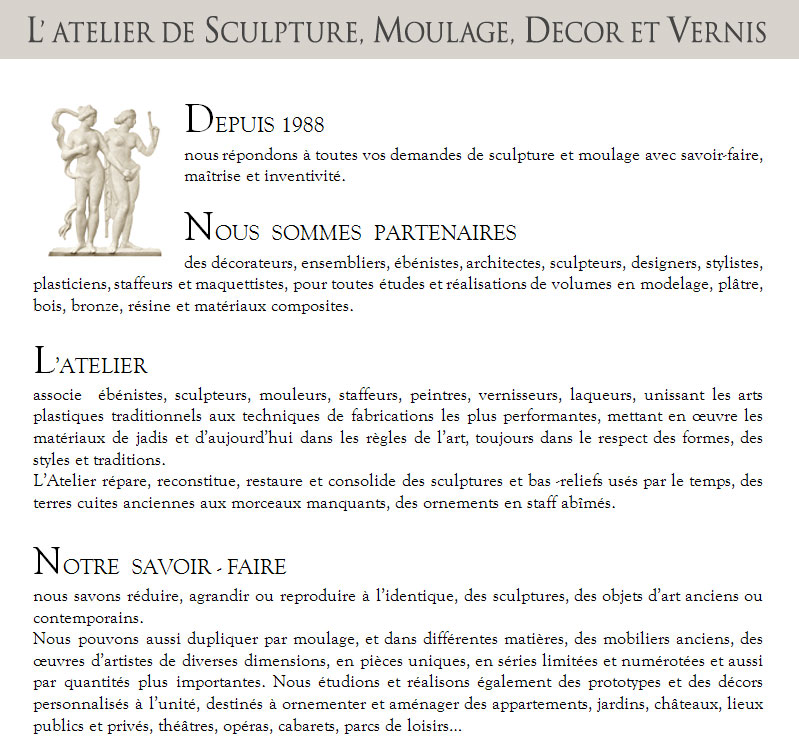 L' ATELIER DE SCULPTURE, MOULAGE, DECOR ET VERNIS
DEPUIS 1988
nous répondons à toutes vos demandes de sculpture et moulage avec savoir-faire,
maîtrise et inventivité.
NOUS SOMMES PARTENAIRES
des décorateurs, ensembliers, ébénistes, architectes, sculpteurs, designers, stylistes,
plasticiens, staffeurs et maquettistes, pour toutes études et réalisations de volumes en modelage, plâtre,
bois, bronze, résine et matériaux composites.
L'ATELIER
associe ébénistes, sculpteurs, mouleurs, staffeurs, peintres, vernisseurs, laqueurs, unissant les arts
plastiques traditionnels aux techniques de fabrications les plus performantes, mettant en œuvre les
matériaux de jadis et d'aujourd'hui dans les règles de l'art, toujours dans le respect des formes, des
styles et traditions.
L'Atelier répare, reconstitue, restaure et consolide des sculptures et bas -reliefs usés par le temps, des
terres cuites anciennes aux morceaux manquants, des ornements en staff abîmés.
NOTRE SAVOIR - FAIRE
nous savons réduire, agrandir ou reproduire à l'identique, des sculptures, des objets d'art anciens ou
contemporains.
Nous pouvons aussi dupliquer par moulage, et dans différentes matières, des mobiliers anciens, des
œuvres d'artistes de diverses dimensions, en pièces uniques, en séries limitées et numérotées et aussi
par quantités plus importantes. Nous étudions et réalisons également des prototypes et des décors
personnalisés à l'unité, destinés à ornementer et aménager des appartements, jardins, châteaux, lieux
publics et privés, théâtres, opéras, cabarets, parcs de loisirs...